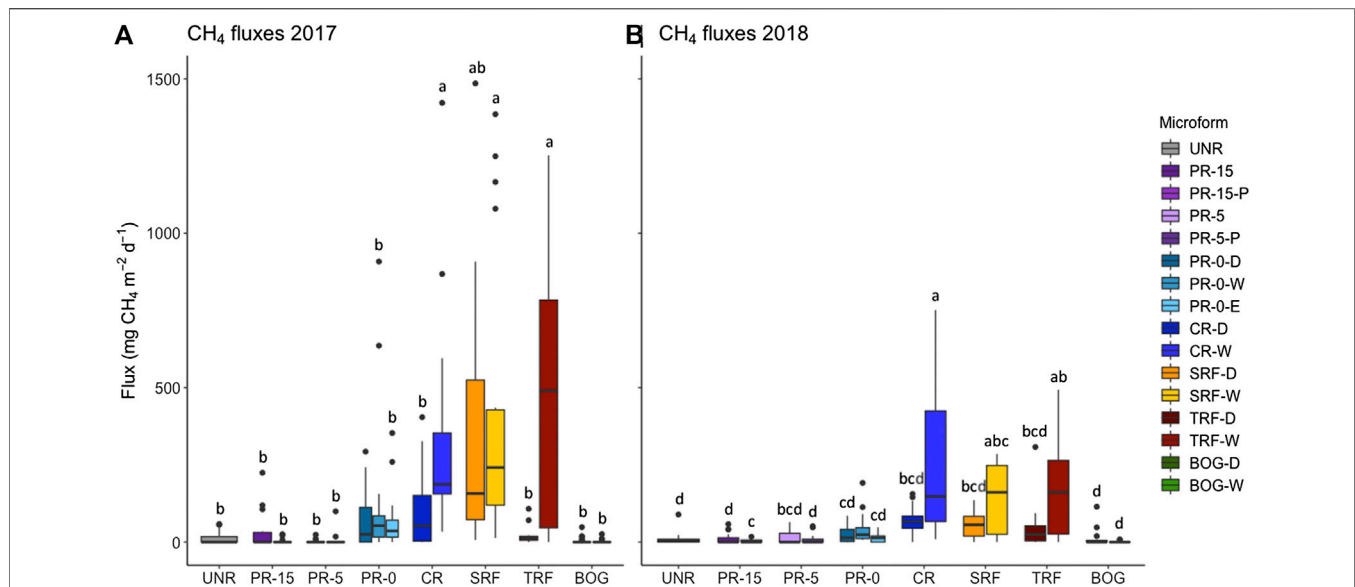 A CH4 fluxes 2017
B CH4 fluxes 2018
Flux (mg CH4 m−2 d−1)
1500
1000
500
0
b b b b b b b b a ab a b a b b
UNR PR-15 PR-5 PR-0 CR SRF TRF BOG
d d c bcd d cd cd bcd a bcd abc bcd ab d d
UNR PR-15 PR-5 PR-0 CR SRF TRF BOG
Microform
UNR
PR-15
PR-15-P
PR-5
PR-5-P
PR-0-D
PR-0-W
PR-0-E
CR-D
CR-W
SRF-D
SRF-W
TRF-D
TRF-W
BOG-D
BOG-W